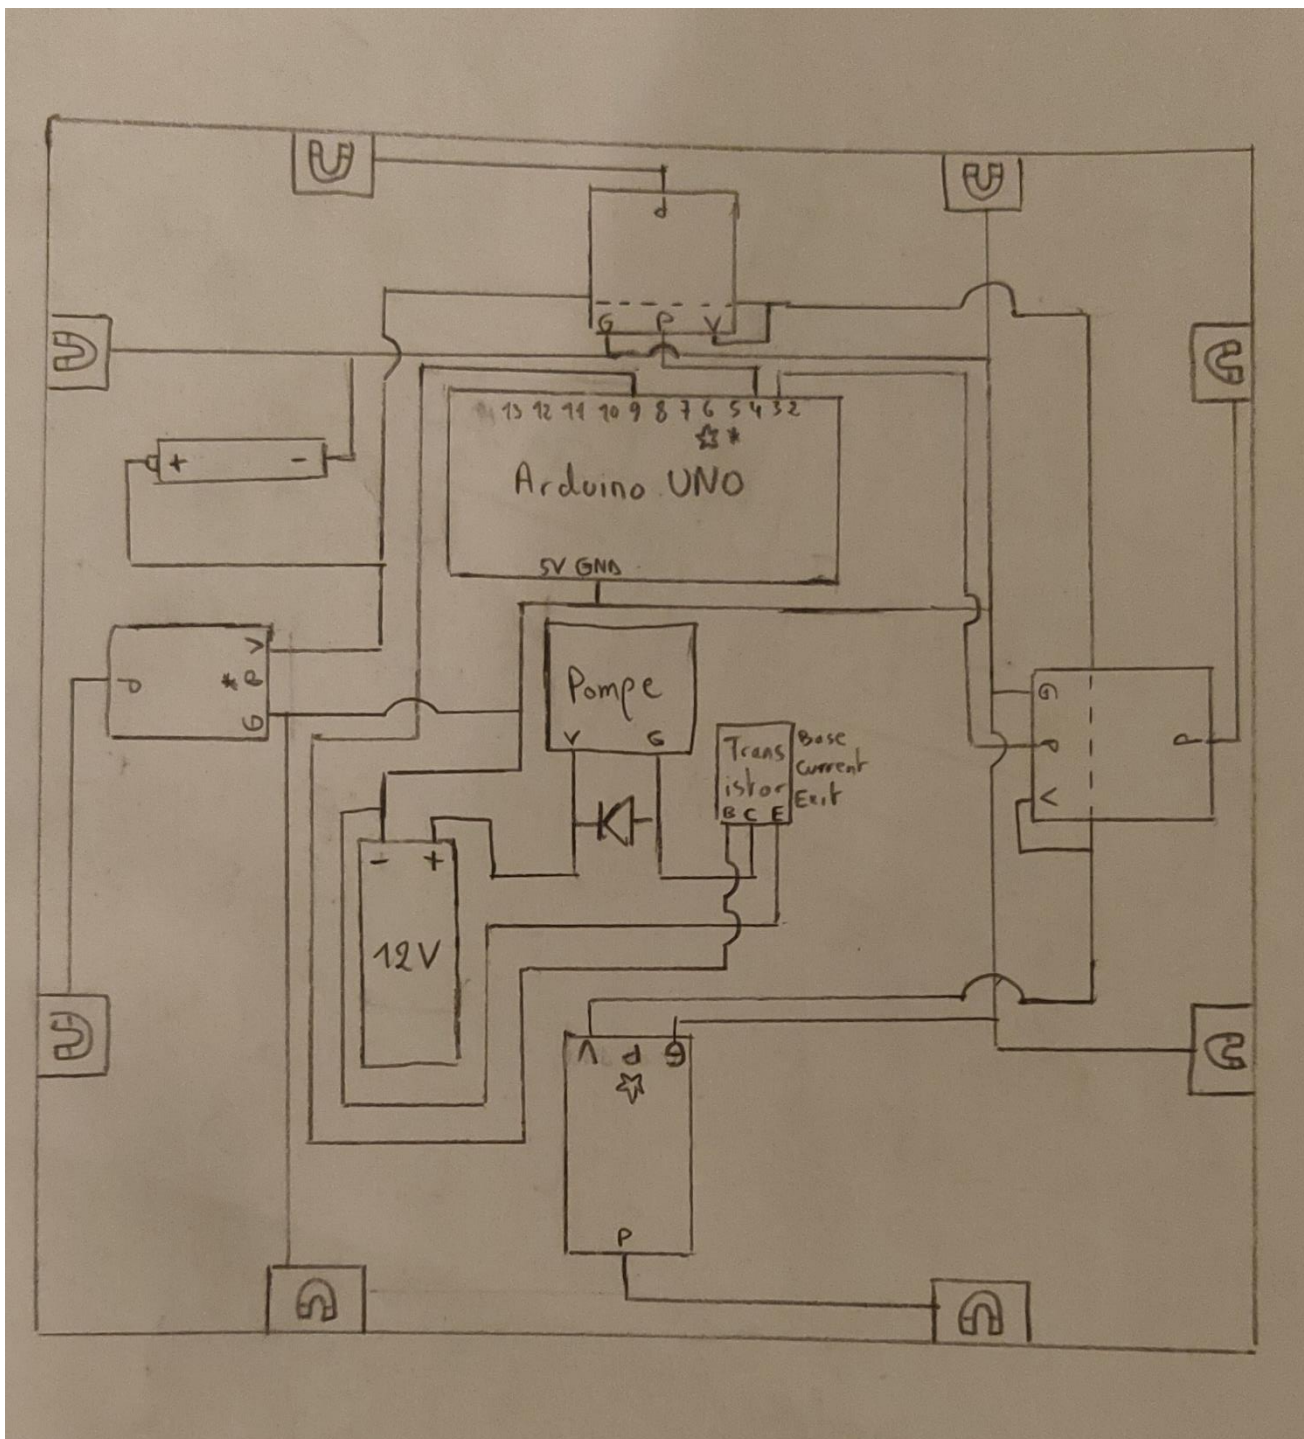 d
G P V
13 12 11 10 9 8 7 6 5 4 3 2
☆ *
Arduino UNO
+ -
5V GND
V
P
* P
G
Pompe
V G
Trans
istor
B C E
Base
Current
Exit
G
P
V
P
- +
12V
V P G
☆
P